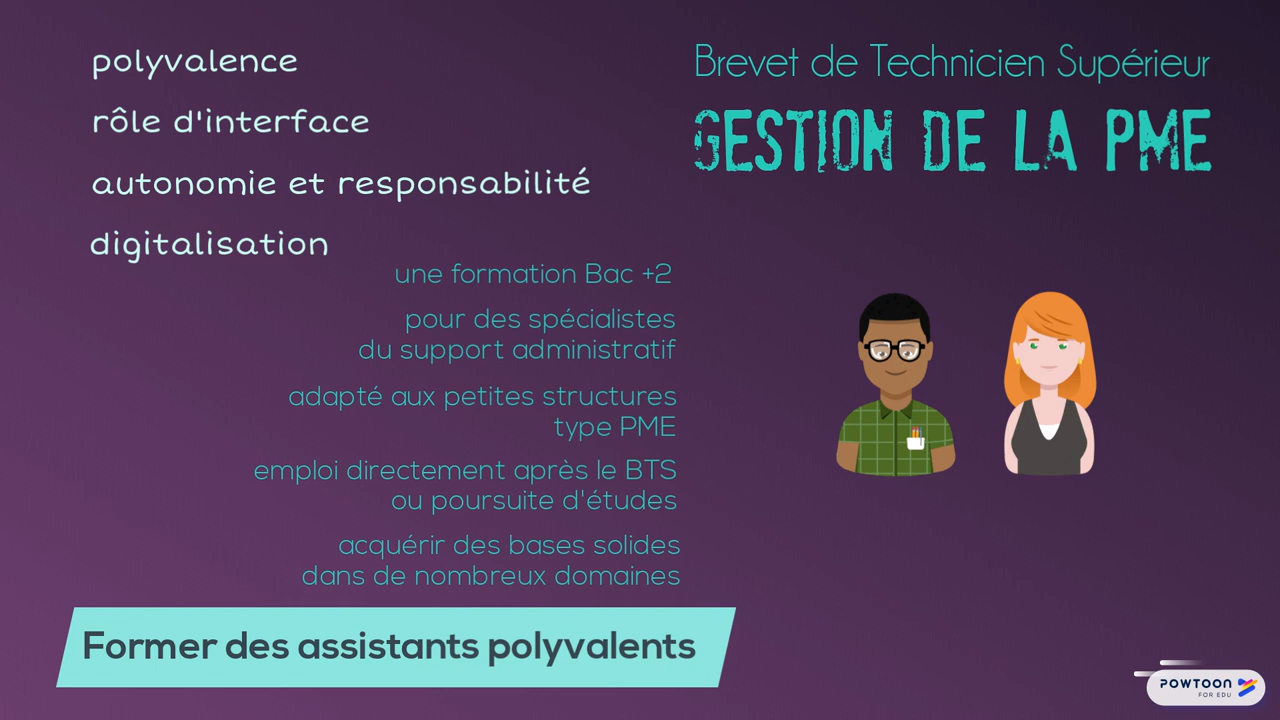 polyvalence
rôle d'interface
autonomie et responsabilité
digitalisation
Brevet de Technicien Supérieur
GESTION DE LA PME
une formation Bac +2
pour des spécialistes
du support administratif
adapté aux petites structures
type PME
emploi directement après le BTS
ou poursuite d'études
acquérir des bases solides
dans de nombreux domaines
Former des assistants polyvalents
POWTOON
FOR EDU